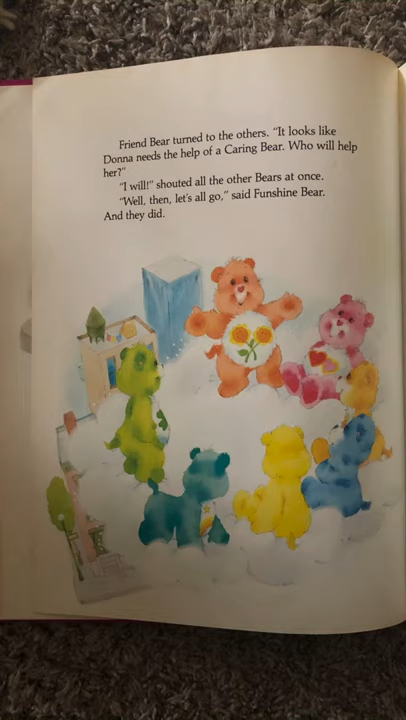 Friend Bear turned to the others. "It looks like
Donna needs the help of a Caring Bear. Who will help
her?"
"I will!" shouted all the other Bears at once.
"Well, then, let's all go," said Funshine Bear.
And they did.